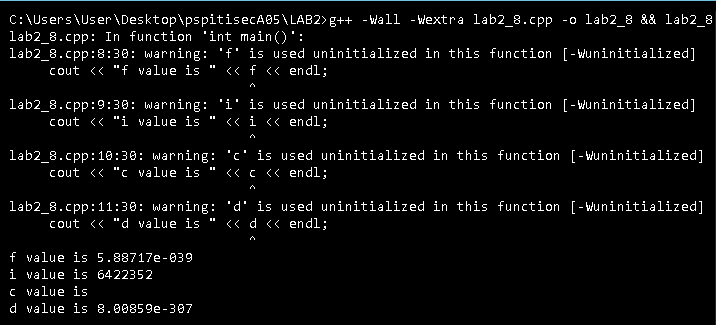 C:\Users\User\Desktop\pspitisecA05\LAB2>g++ -Wall -Wextra lab2_8.cpp -o lab2_8 && lab2_8
lab2_8.cpp: In function 'int main()':
lab2_8.cpp:8:30: warning: 'f' is used uninitialized in this function [-Wuninitialized]
    cout << "f value is " << f << endl;
                             ^
lab2_8.cpp:9:30: warning: 'i' is used uninitialized in this function [-Wuninitialized]
    cout << "i value is " << i << endl;
                             ^
lab2_8.cpp:10:30: warning: 'c' is used uninitialized in this function [-Wuninitialized]
    cout << "c value is " << c << endl;
                             ^
lab2_8.cpp:11:30: warning: 'd' is used uninitialized in this function [-Wuninitialized]
    cout << "d value is " << d << endl;
                             ^
f value is 5.88717e-039
i value is 6422352
c value is
d value is 8.00859e-307